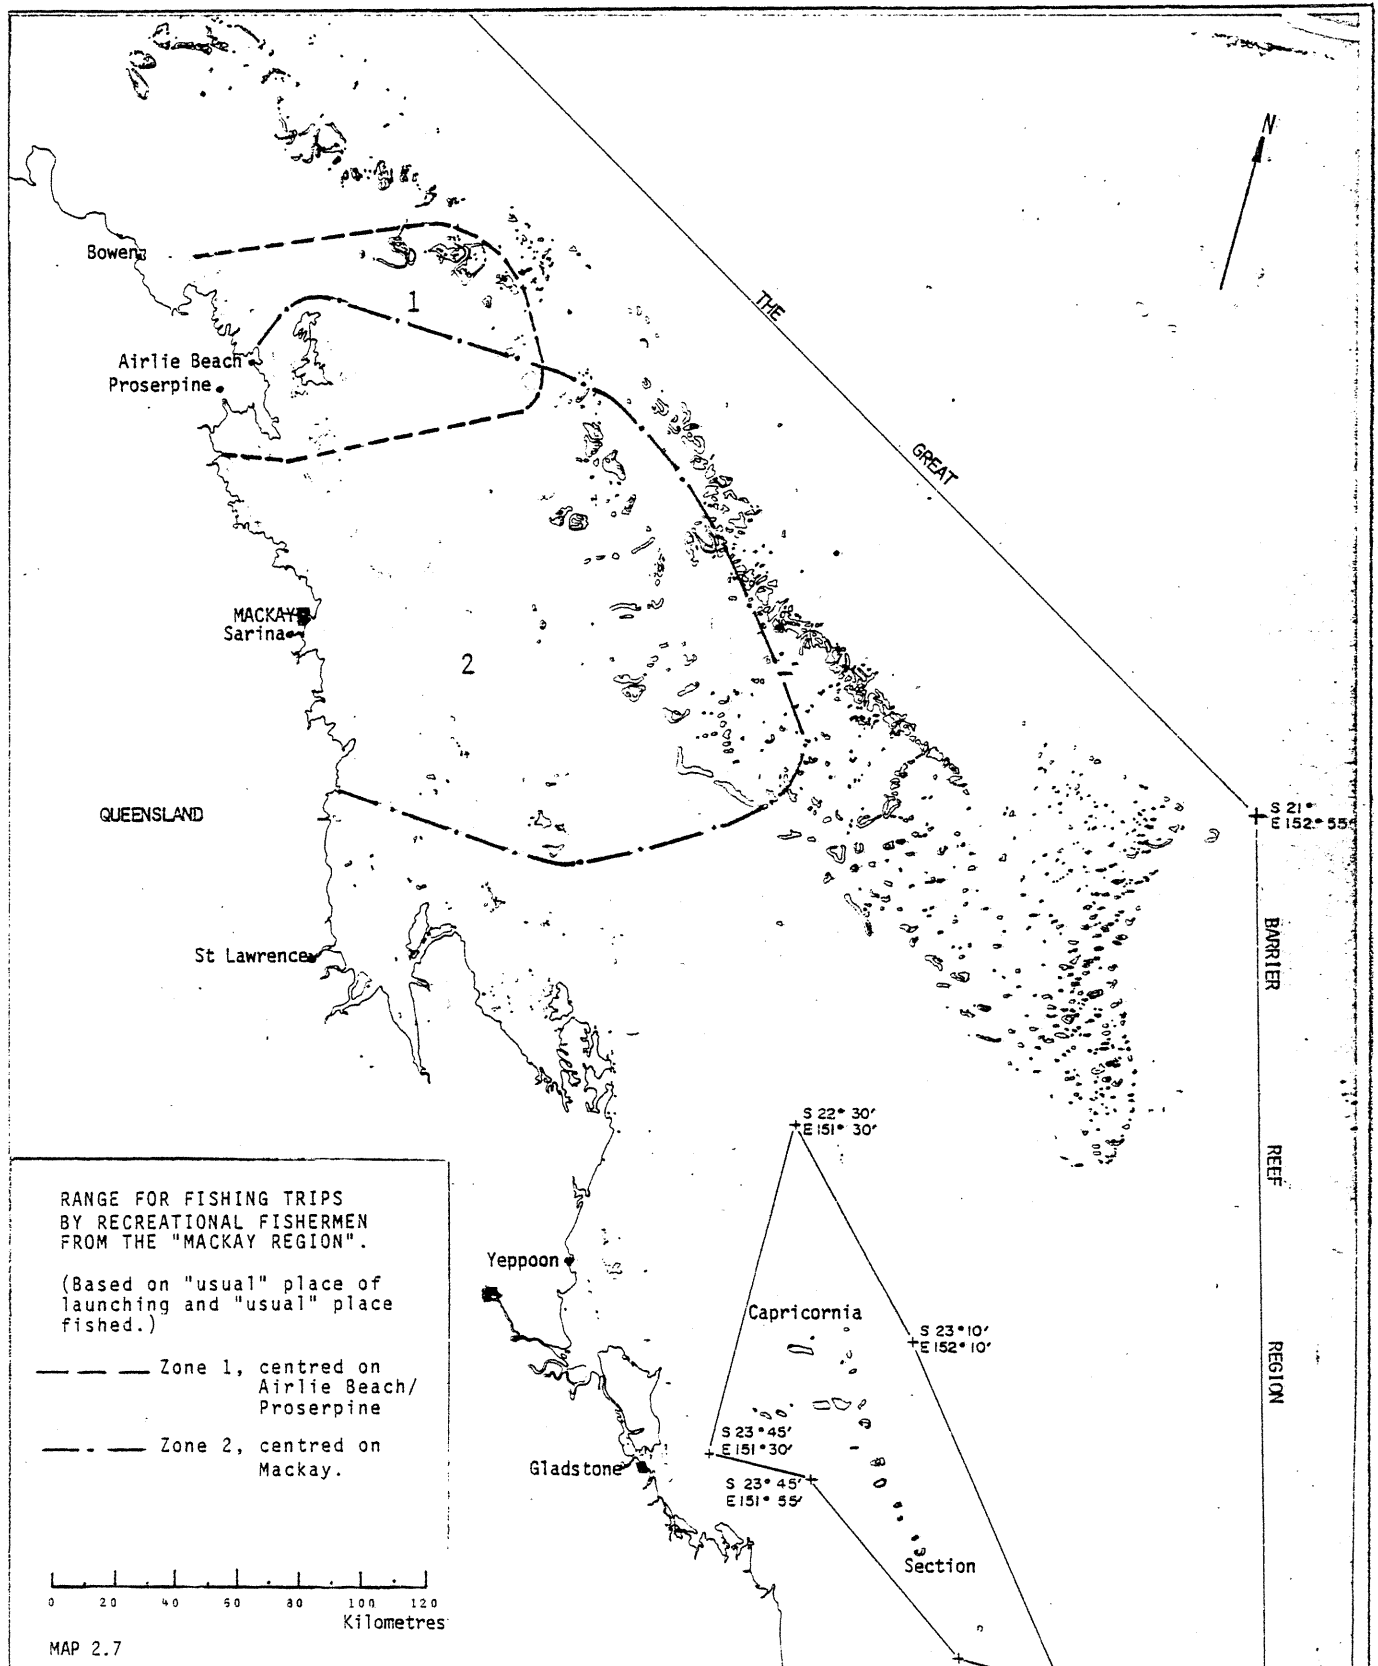 N
Bowen
1
THE
Airlie Beach
Proserpine
GREAT
MACKAY
Sarina
2
QUEENSLAND
S 21°
E 152° 55'
BARRIER
St Lawrence
S 22° 30'
E 151° 30'
REEF
RANGE FOR FISHING TRIPS
BY RECREATIONAL FISHERMEN
FROM THE "MACKAY REGION".
(Based on "usual" place of
launching and "usual" place
fished.)
Zone 1, centred on
Airlie Beach/
Proserpine
Zone 2, centred on
Mackay.
Yeppoon
Capricornia
S 23° 10'
E 152° 10'
REGION
S 23° 45'
E 151° 30'
Gladstone
S 23° 45'
E 151° 55'
Section
0 20 40 60 80 100 120
Kilometres
MAP 2.7